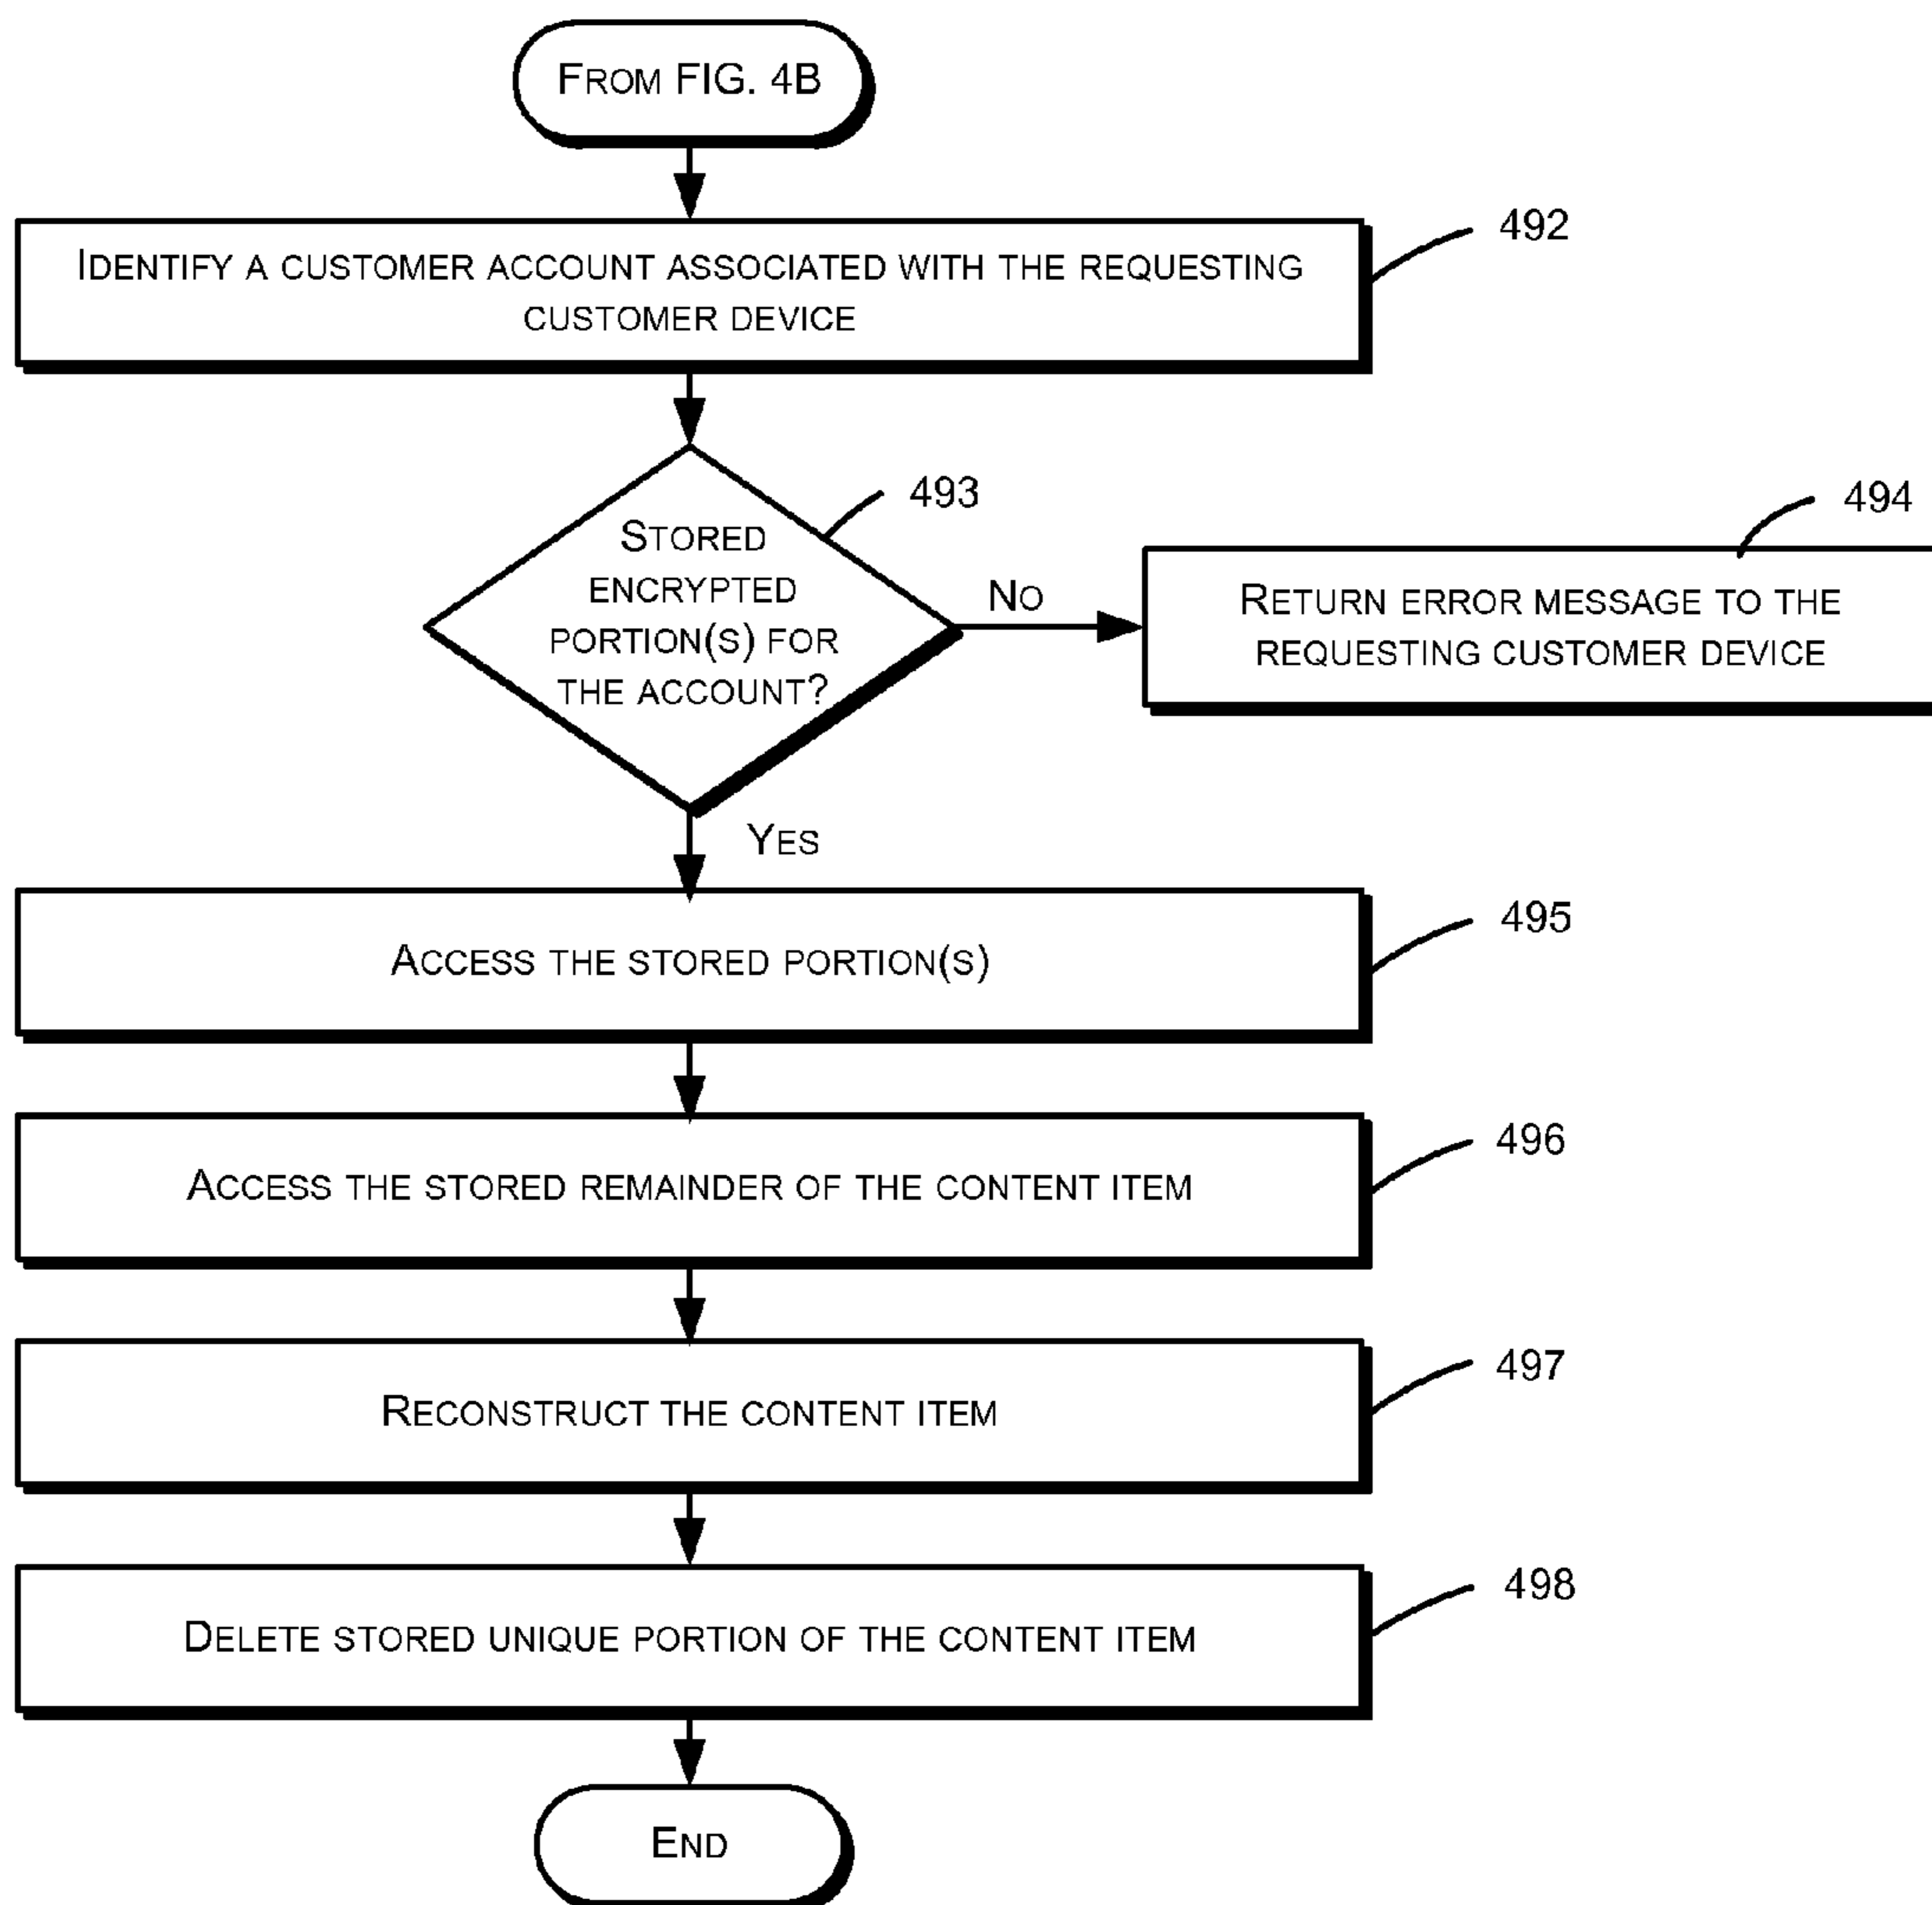 From FIG. 4B
492
Identify a customer account associated with the requesting
customer device
493
494
Stored
encrypted
portion(s) for
the account?
No
Return error message to the
requesting customer device
Yes
495
Access the stored portion(s)
496
Access the stored remainder of the content item
497
Reconstruct the content item
498
Delete stored unique portion of the content item
End